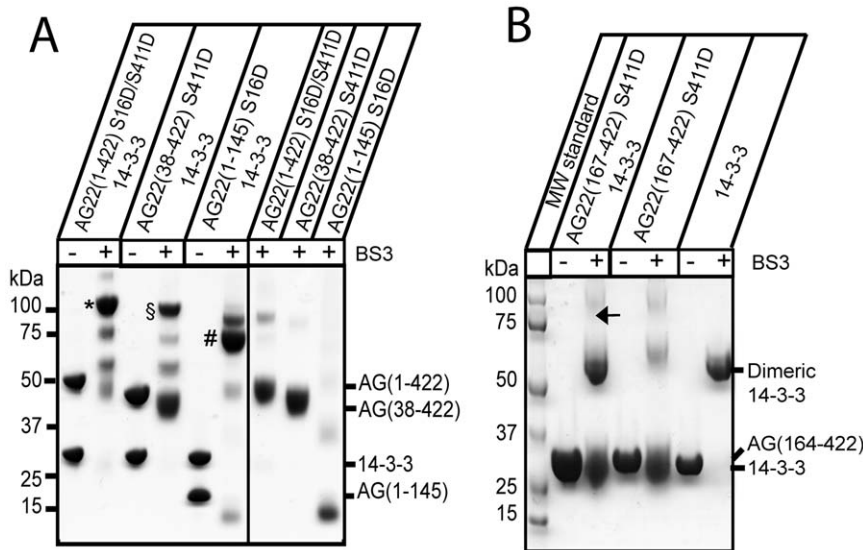 A
AG22(1-422) S16D/S411D
14-3-3
AG22(38-422) S411D
14-3-3
AG22(1-145) S16D
14-3-3
AG22(1-422) S16D/S411D
AG22(38-422) S411D
AG22(1-145) S16D
- + - + - + + + + BS3
kDa
100
75
50
37
25
15
*
§
#
AG(1-422)
AG(38-422)
14-3-3
AG(1-145)
B
MW standard
AG22(167-422) S411D
14-3-3
AG22(167-422) S411D
14-3-3
- + - + - + BS3
kDa
100
75
50
37
25
15
Dimeric
14-3-3
AG(164-422)
14-3-3